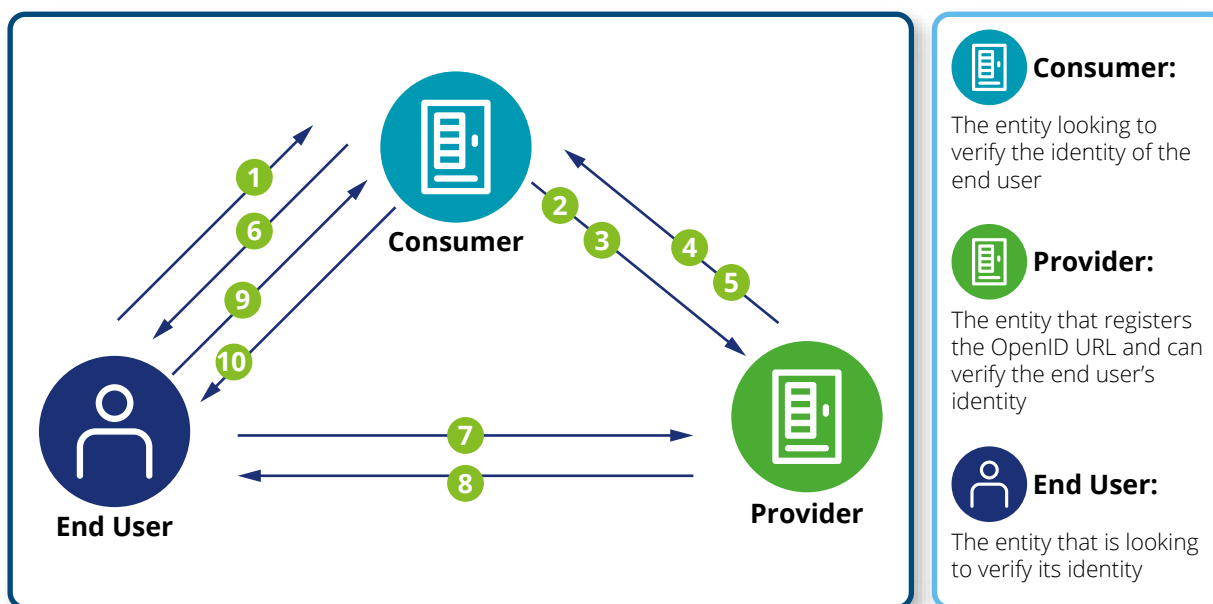 1
6
9
10
Consumer
2
3
4
5
7
8
End User
Provider
Consumer:
The entity looking to
verify the identity of the
end user
Provider:
The entity that registers
the OpenID URL and can
verify the end user’s
identity
End User:
The entity that is looking
to verify its identity